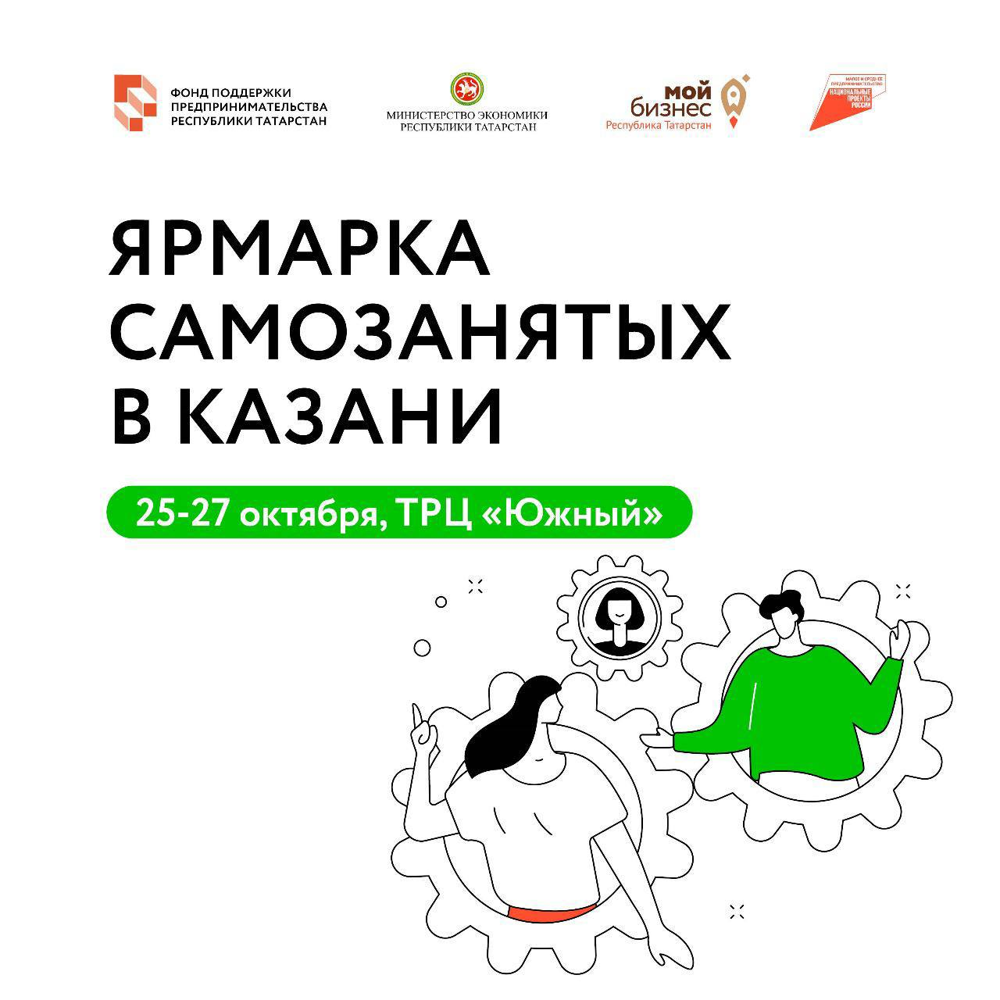 ФОНД ПОДДЕРЖКИ
ПРЕДПРИНИМАТЕЛЬСТВА
РЕСПУБЛИКИ ТАТАРСТАН
МИНИСТЕРСТВО ЭКОНОМИКИ
РЕСПУБЛИКИ ТАТАРСТАН
МОЙ
бизнес
Республика Татарстан
МАЛОЕ И СРЕДНЕЕ
ПРЕДПРИНИМАТЕЛЬСТВО
НАЦИОНАЛЬНЫЕ
ПРОЕКТЫ
РОССИИ
ЯРМАРКА
САМОЗАНЯТЫХ
В КАЗАНИ
25-27 октября, ТРЦ «Южный»